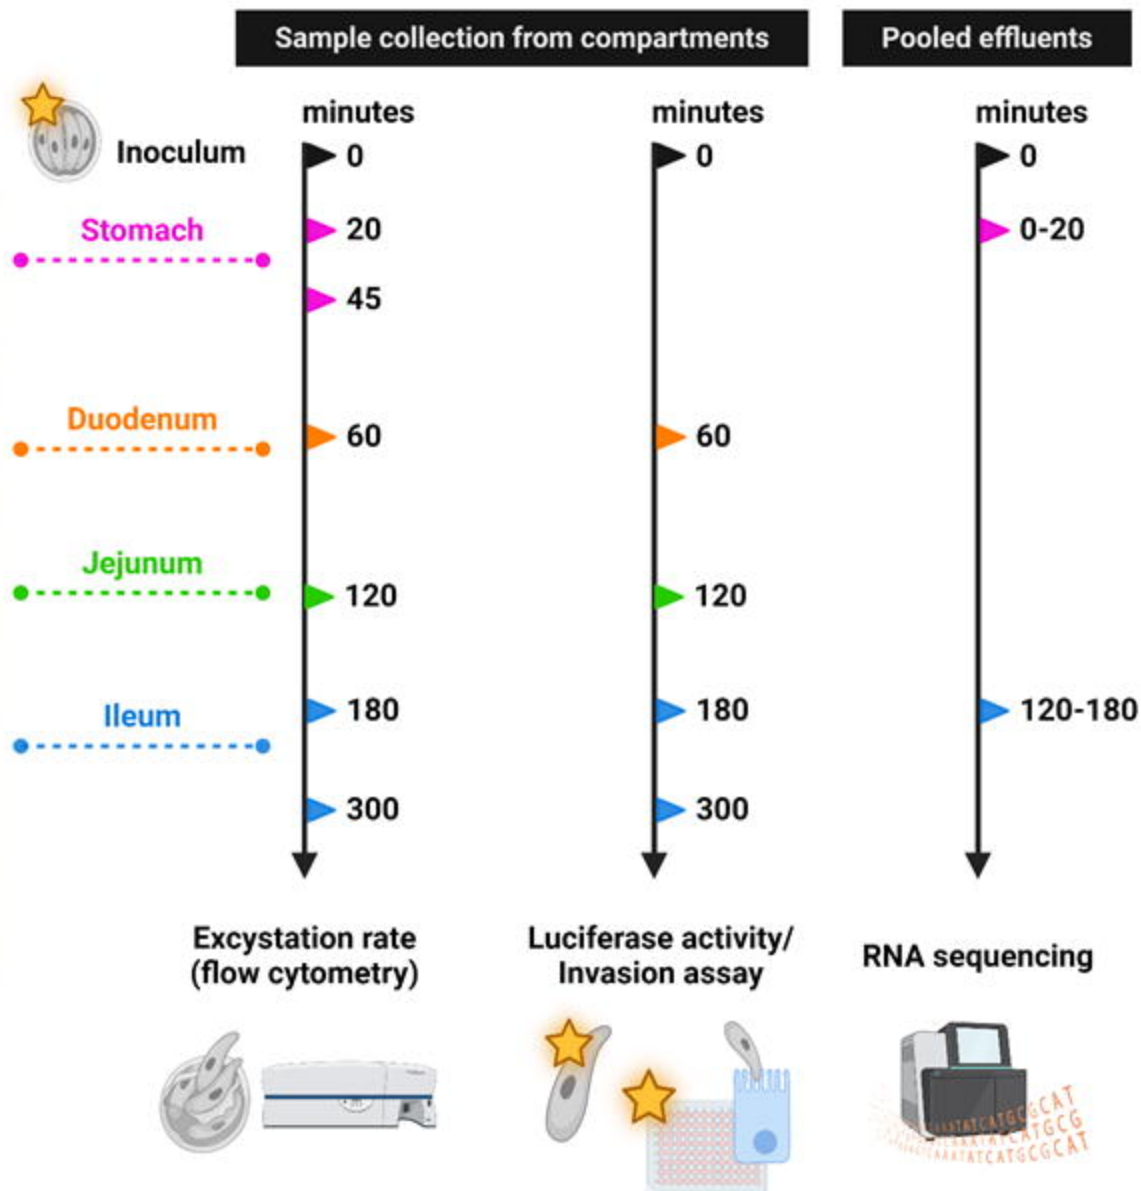 Sample collection from compartments
Pooled effluents
minutes
minutes
minutes
Inoculum
0
0
0
Stomach
20
0-20
45
Duodenum
60
60
Jejunum
120
120
Ileum
180
180
120-180
300
300
Excystation rate
(flow cytometry)
Luciferase activity/
Invasion assay
RNA sequencing